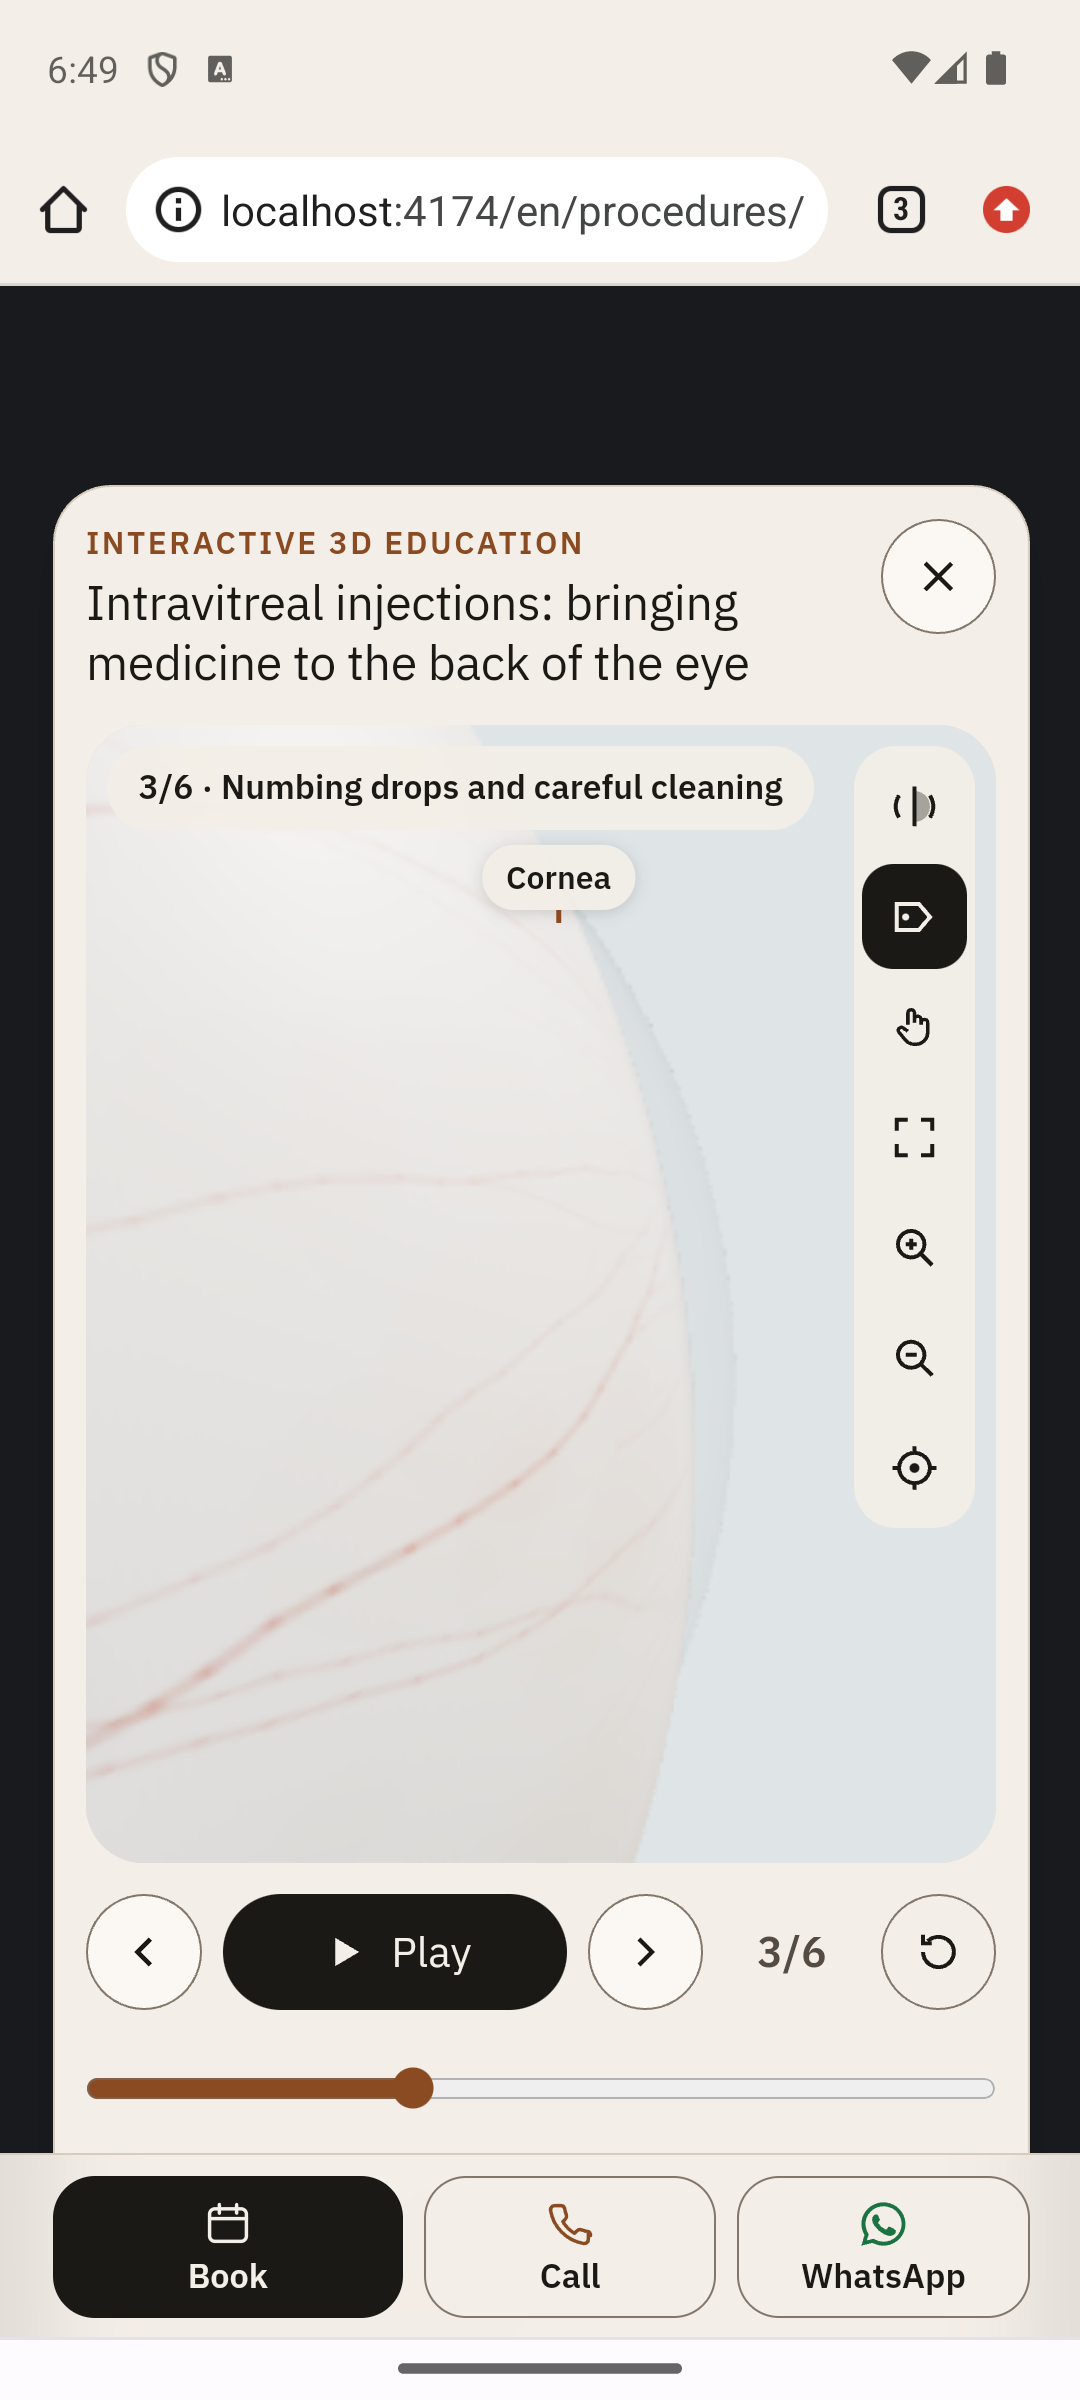 6:49
localhost:4174/en/procedures/
3
INTERACTIVE 3D EDUCATION
Intravitreal injections: bringing
medicine to the back of the eye
3/6 · Numbing drops and careful cleaning
Cornea
Play
3/6
Book
Call
WhatsApp